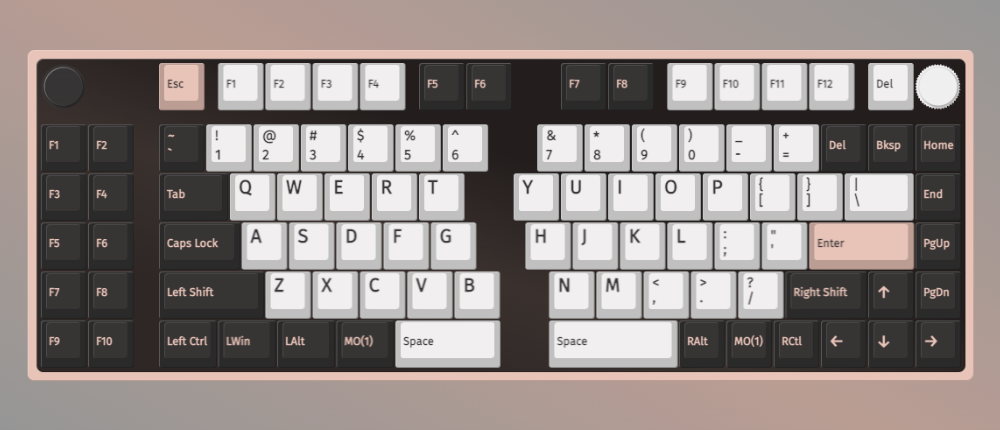 Esc F1 F2 F3 F4 F5 F6 F7 F8 F9 F10 F11 F12 Del
~ ! @ # $ % ^ & * ( ) _ +
F1 F2 ` 1 2 3 4 5 6 7 8 9 0 - = Del Bksp Home
F3 F4 Tab Q W E R T Y U I O P { } | End
[ ] \
F5 F6 Caps Lock A S D F G H J K L : " Enter PgUp
; '
F7 F8 Left Shift Z X C V B N M < > ? Right Shift ↑ PgDn
, . /
F9 F10 Left Ctrl LWin LAlt MO(1) Space Space RAlt MO(1) RCtl ← ↓ →